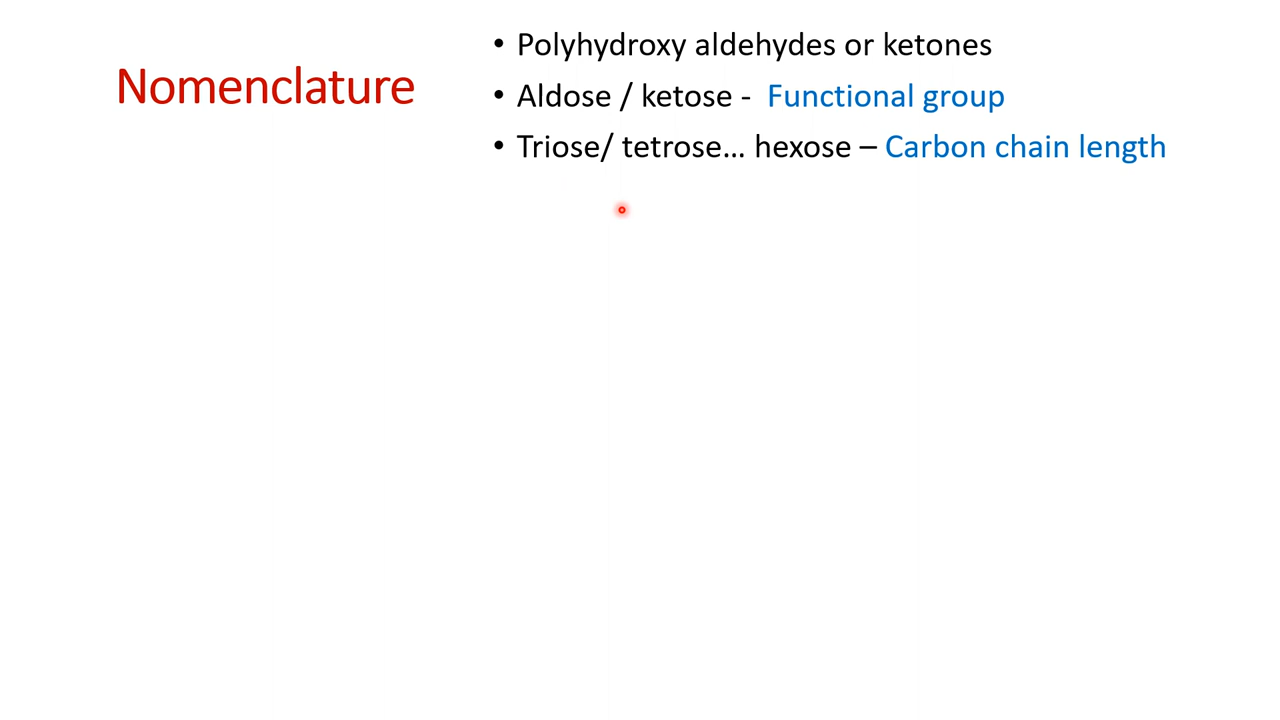 Nomenclature
• Polyhydroxy aldehydes or ketones
• Aldose / ketose -  Functional group
• Triose/ tetrose… hexose – Carbon chain length